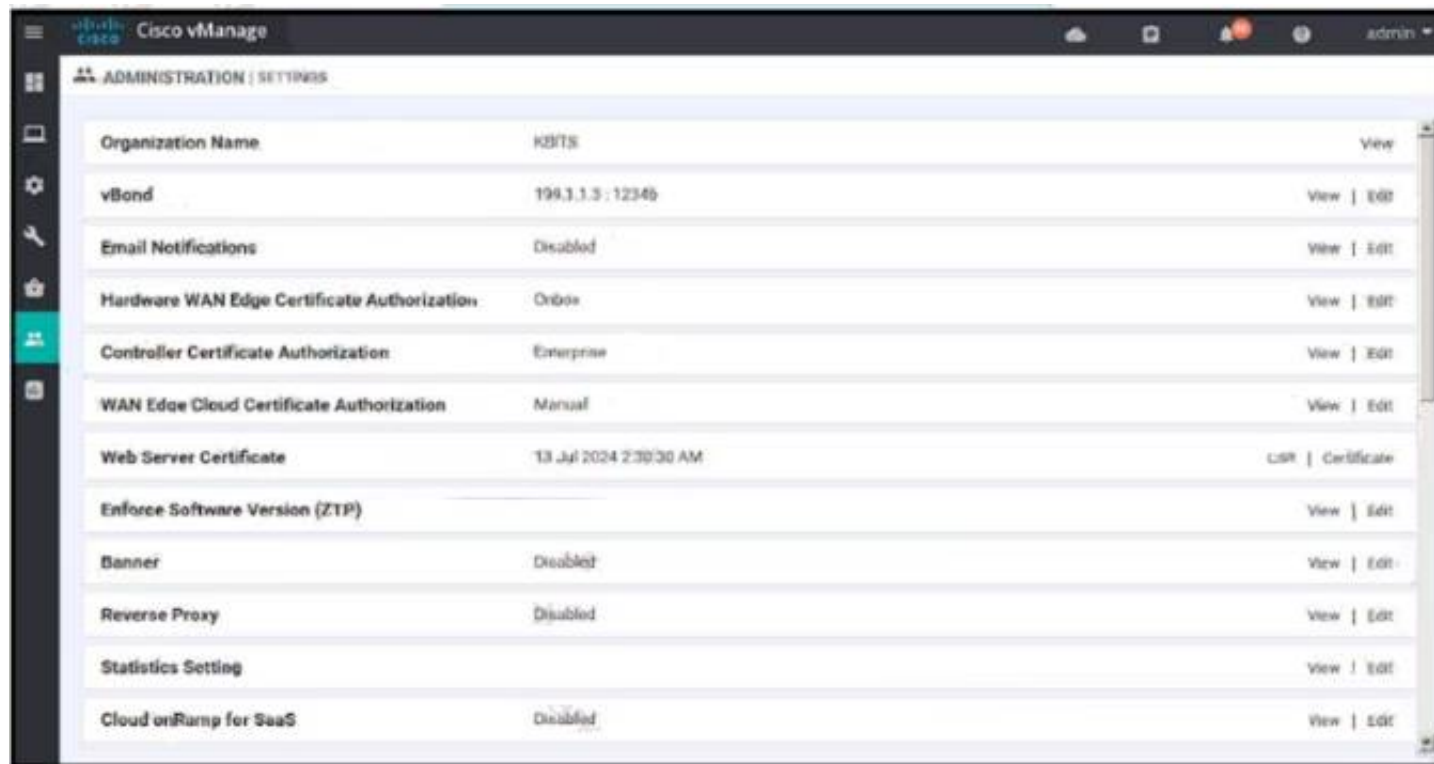 CISCO Cisco vManage admin
ADMINISTRATION | SETTINGS
Organization Name KBITS View
vBond 199.1.1.3 : 12346 View | Edit
Email Notifications Disabled View | Edit
Hardware WAN Edge Certificate Authorization Onbox View | Edit
Controller Certificate Authorization Enterprise View | Edit
WAN Edge Cloud Certificate Authorization Manual View | Edit
Web Server Certificate 13 Jul 2024 2:30:30 AM CSR | Certificate
Enforce Software Version (ZTP) View | Edit
Banner Disabled View | Edit
Reverse Proxy Disabled View | Edit
Statistics Setting View | Edit
Cloud onRamp for SaaS Disabled View | Edit